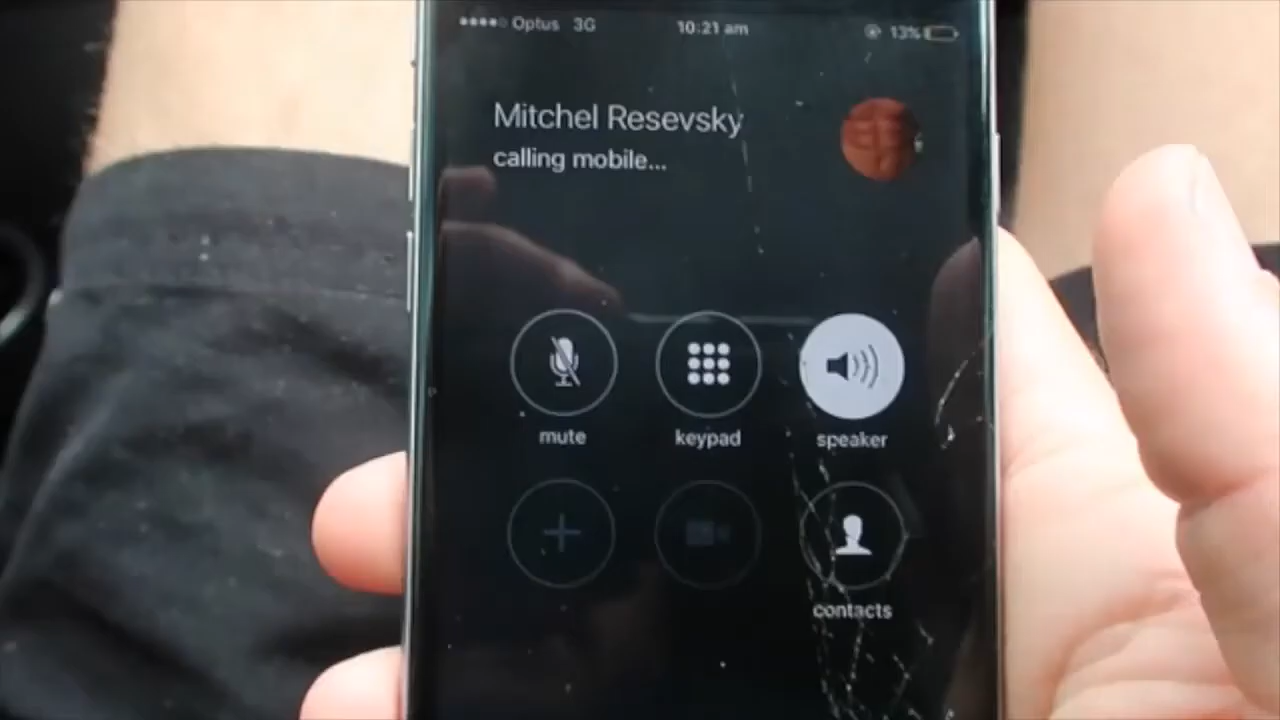 Optus 3G 10:21 am 13%
Mitchel Resevsky
calling mobile...
mute keypad speaker
contacts